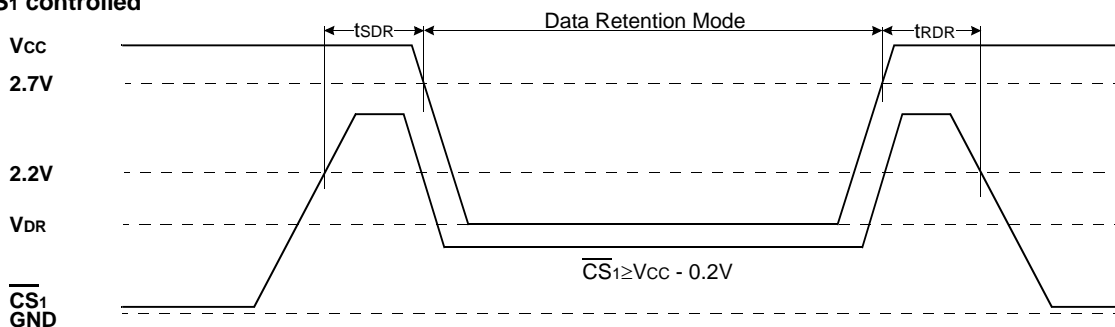 S1 controlled
tSDR
Data Retention Mode
tRDR
VCC
2.7V
2.2V
VDR
CS1≥VCC - 0.2V
CS1
GND